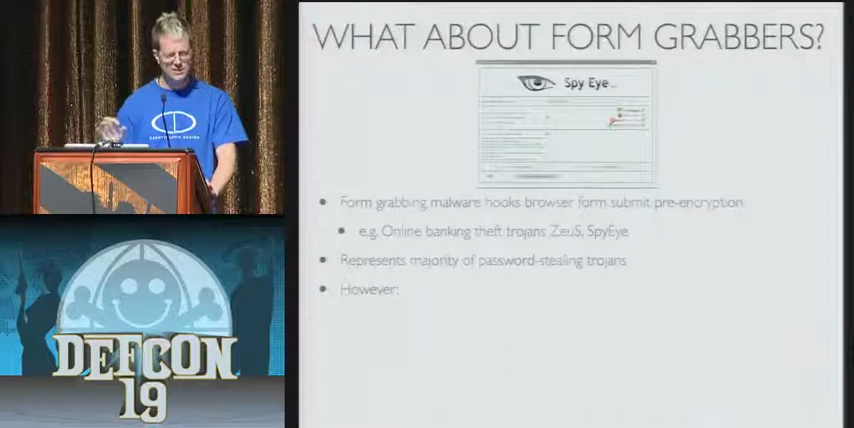 WHAT ABOUT FORM GRABBERS?
Spy Eye
Form grabbing malware hooks browser form submit pre-encryption
e.g. Online banking theft trojans ZeuS, SpyEye
Represents majority of password-stealing trojans
However:
DEFCON
19